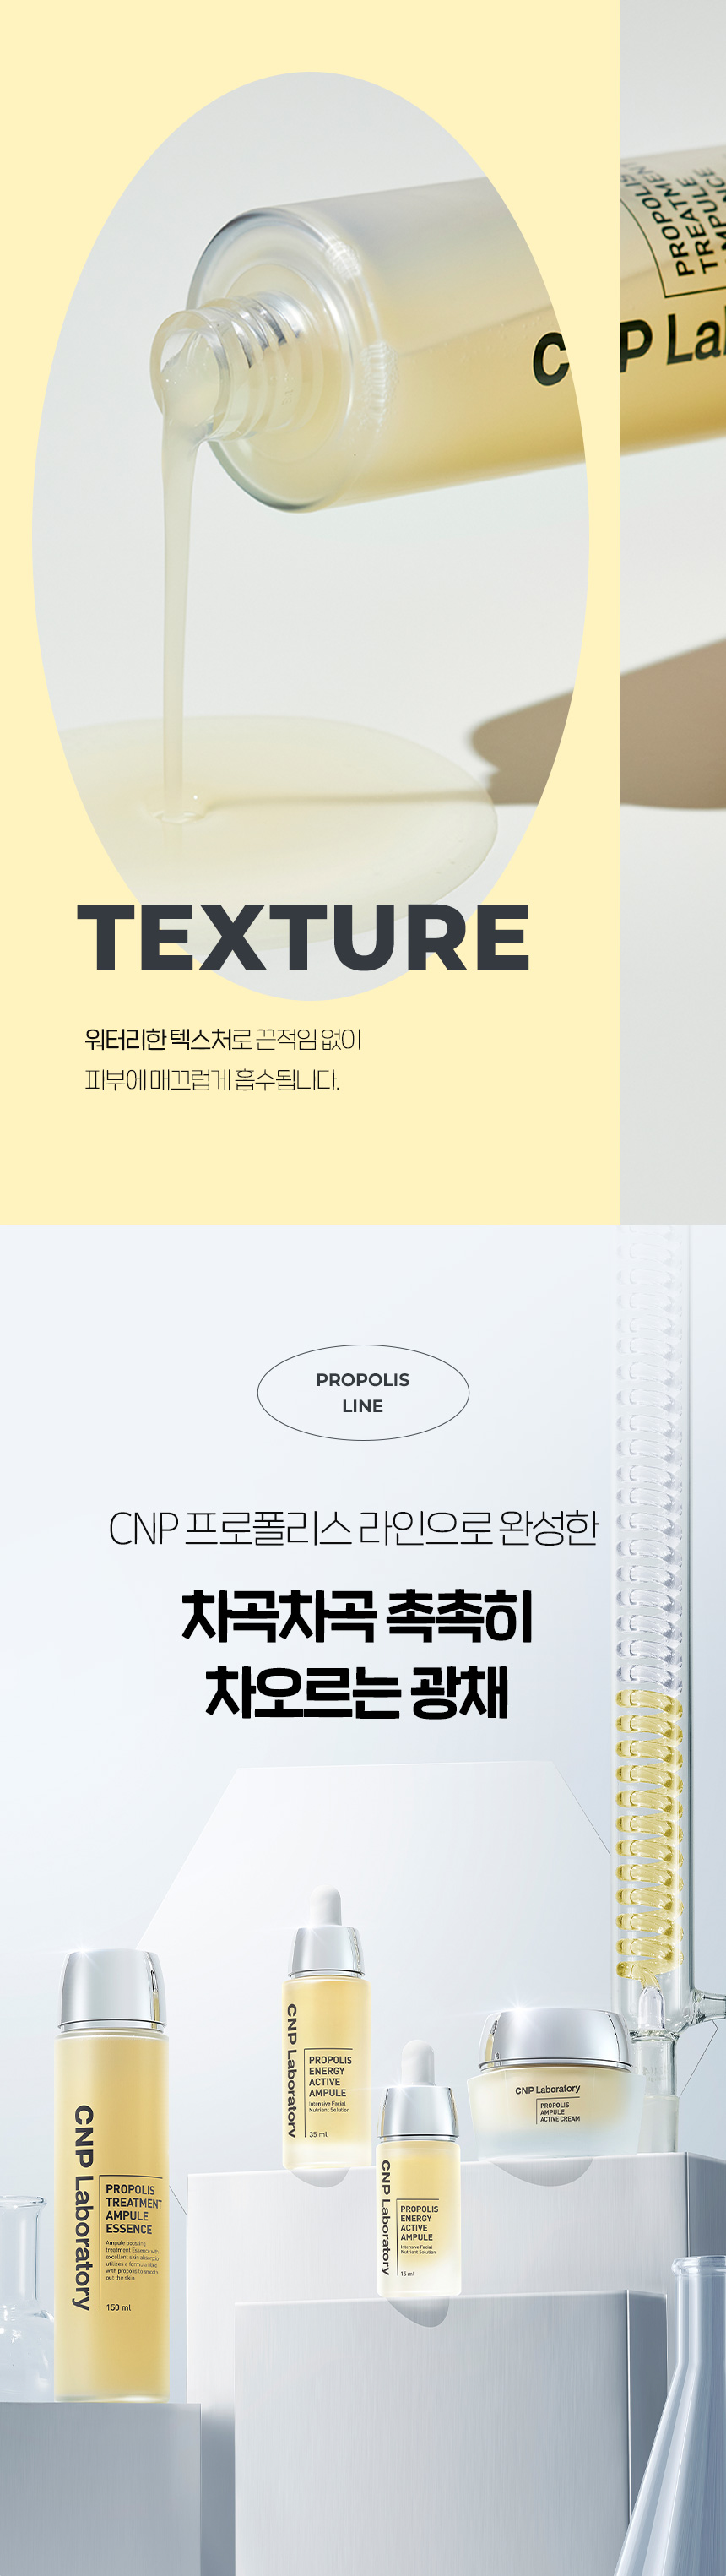 PROPOLIS
TREATME
CNP Lab
TEXTURE
워터리한 텍스처로 끈적임 없이
피부에 매끄럽게 흡수됩니다.
PROPOLIS
LINE
CNP 프로폴리스 라인으로 완성한
차곡차곡 촉촉히
차오르는 광채
CNP Laboratory
PROPOLIS
TREATMENT
AMPULE
ESSENCE
Ampule boosting
treatment Essence with
excellent skin absorption
utilizes a formula filled
with propolis to smooth
out the skin
150 ml
CNP Laboratory
PROPOLIS
ENERGY
ACTIVE
AMPULE
Intensive Facial
Nutrient Solution
35 ml
CNP Laboratory
PROPOLIS
ENERGY
ACTIVE
AMPULE
Intensive Facial
Nutrient Solution
15 ml
CNP Laboratory
PROPOLIS
AMPULE
ACTIVE CREAM